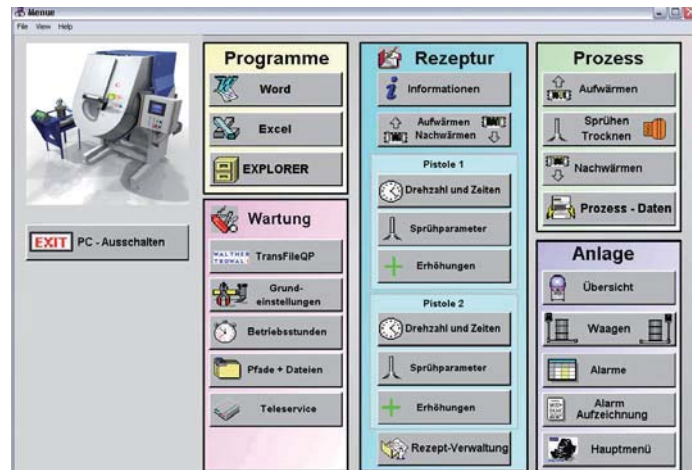 Menue
File View Help
EXIT PC - Ausschalten
Programme
Word
Excel
EXPLORER
Wartung
WALTHER
TROWAL
TransFileQP
Grund-
einstellungen
Betriebsstunden
Pfade + Dateien
Teleservice
Rezeptur
Informationen
Aufwärmen
Nachwärmen
Pistole 1
Drehzahl und Zeiten
Sprühparameter
Erhöhungen
Pistole 2
Drehzahl und Zeiten
Sprühparameter
Erhöhungen
Rezept-Verwaltung
Prozess
Aufwärmen
Sprühen
Trocknen
Nachwärmen
Prozess - Daten
Anlage
Übersicht
Waagen
Alarme
Alarm
Aufzeichnung
Hauptmenü